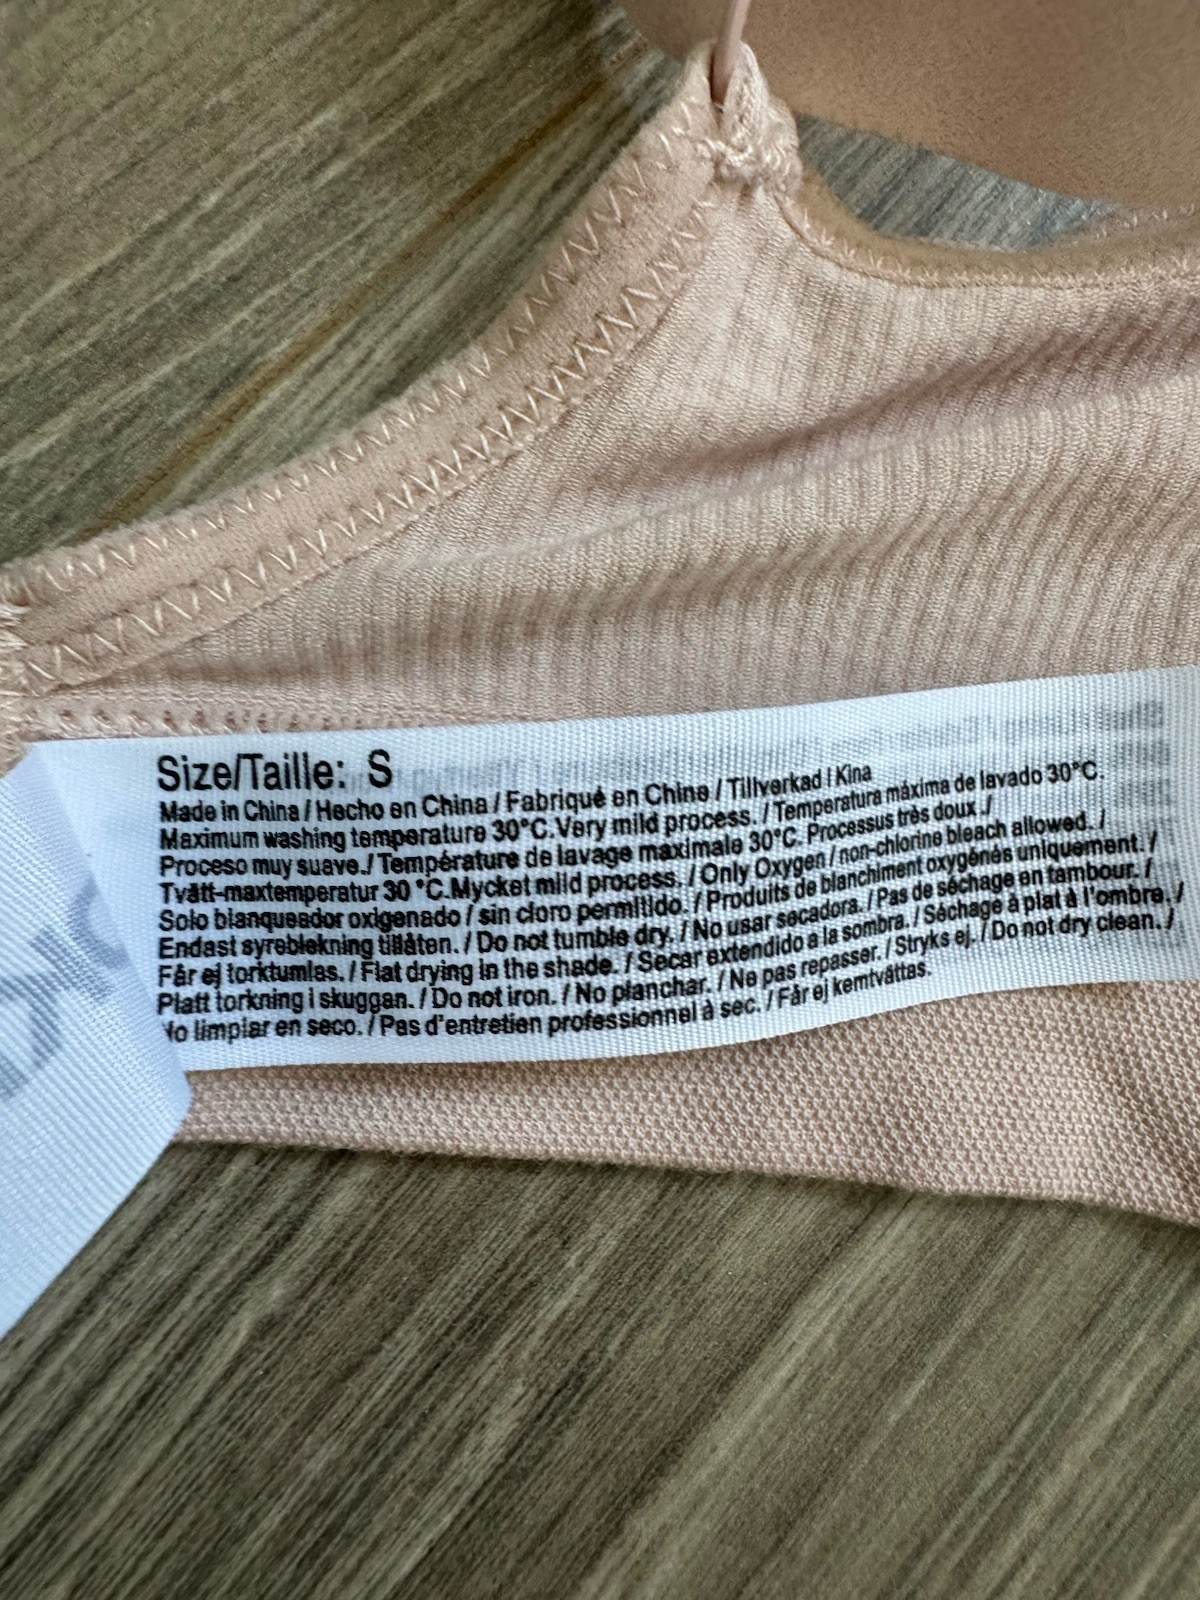 Size/Taille: S
Made in China / Hecho en China / Fabriqué en Chine / Tillverkad I Kina
Maximum washing temperature 30°C.Very mild process. / Temperatura máxima de lavado 30°C.
Proceso muy suave./ Température de lavage maximale 30°C. Processus très doux./
Tvätt-maxtemperatur 30 °C.Mycket mild process. / Only Oxygen / non-chlorine bleach allowed. /
Solo blanqueador oxigenado / sin cloro permitido. / Produits de blanchiment oxygénés uniquement. /
Endast syreblekning tillåten. / Do not tumble dry. / No usar secadora. / Pas de séchage en tambour. /
Får ej torktumlas. / Flat drying in the shade. / Secar extendido a la sombra. / Séchage à plat à l'ombre. /
Platt torkning i skuggan. / Do not iron. / No planchar. / Ne pas repasser. / Stryks ej. / Do not dry clean. /
No limpiar en seco. / Pas d'entretien professionnel à sec. / Får ej kemtvättas.